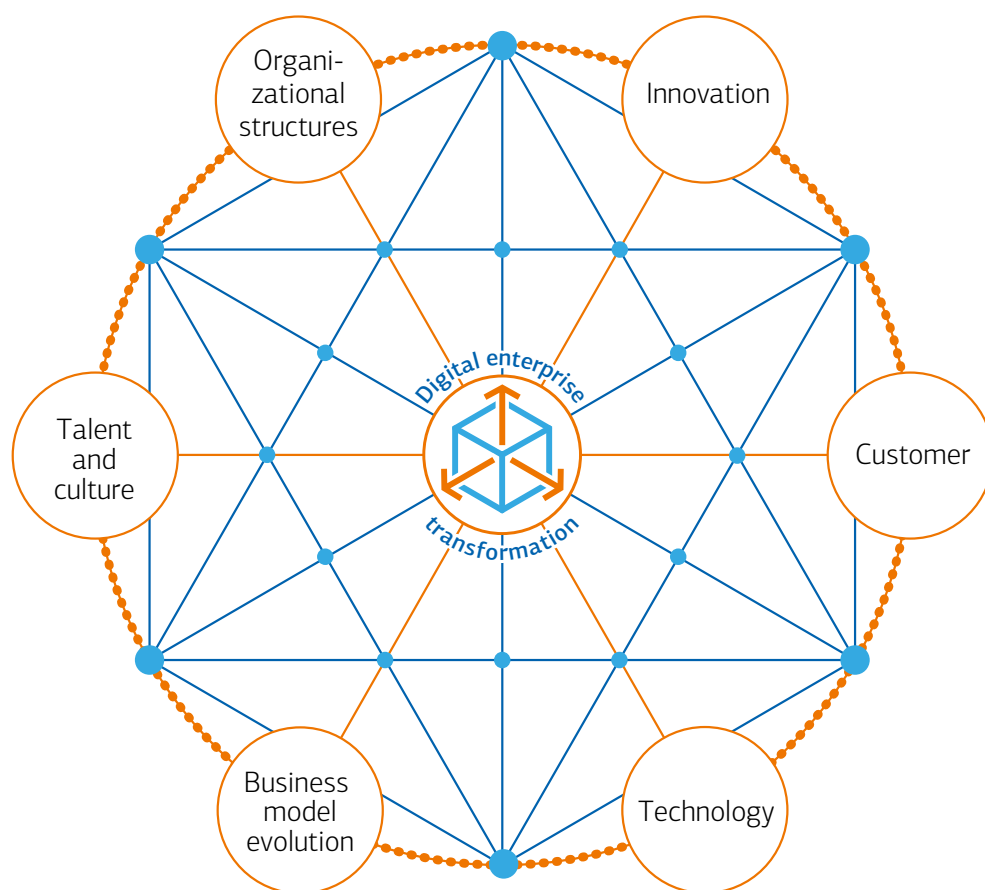 Organi-
zational
structures
Innovation
Digital enterprise
transformation
Talent
and
culture
Customer
Business
model
evolution
Technology